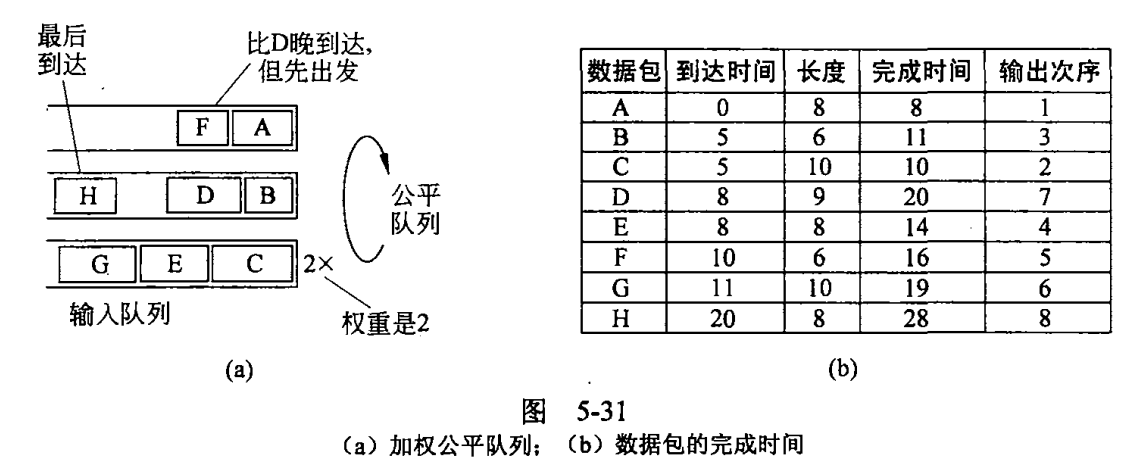 最后
到达
比D晚到达,
但先出发
F A
H D B
G E C 2×
公平
队列
输入队列
权重是2
(a)
数据包 到达时间 长度 完成时间 输出次序
A 0 8 8 1
B 5 6 11 3
C 5 10 10 2
D 8 9 20 7
E 8 8 14 4
F 10 6 16 5
G 11 10 19 6
H 20 8 28 8
(b)
图 5-31
（a）加权公平队列；（b）数据包的完成时间